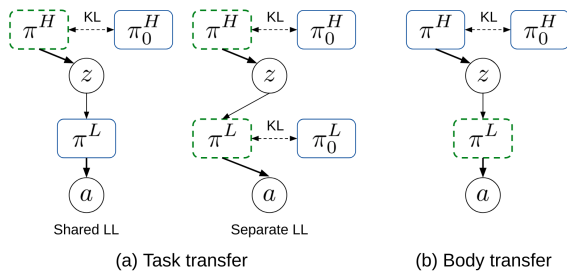 KL KL KL
π^H π_0^H π^H π_0^H π^H π_0^H
z z z
KL
π^L π^L π_0^L π^L
a a a
Shared LL Separate LL
(a) Task transfer (b) Body transfer